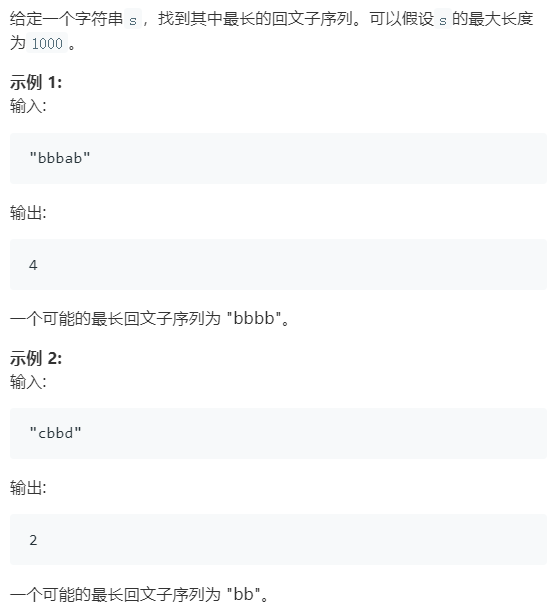 给定一个字符串 s ，找到其中最长的回文子序列。可以假设 s 的最大长度
为 1000 。
示例 1:
输入:
"bbbab"
输出:
4
一个可能的最长回文子序列为 "bbbb"。
示例 2:
输入:
"cbbd"
输出:
2
一个可能的最长回文子序列为 "bb"。